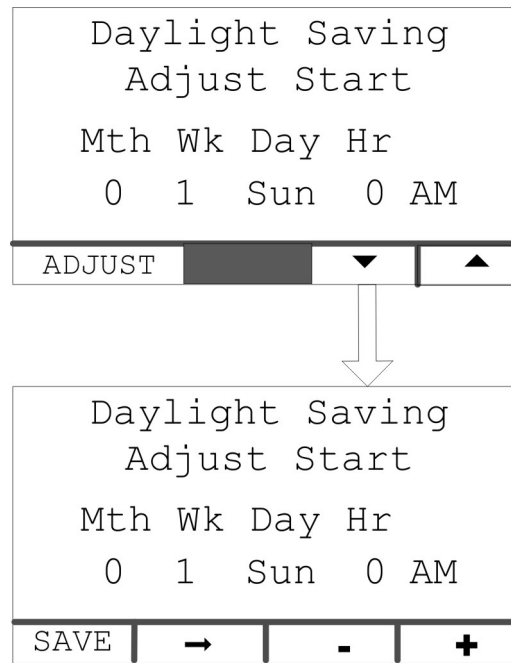 Daylight Saving
Adjust Start
Mth Wk Day Hr
0 1 Sun 0 AM
ADJUST ▼ ▲
Daylight Saving
Adjust Start
Mth Wk Day Hr
0 1 Sun 0 AM
SAVE → - +